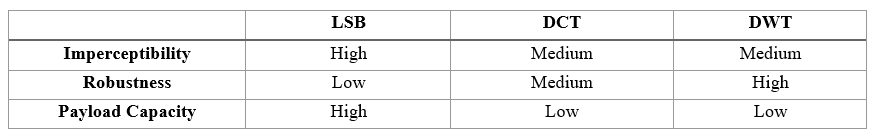 LSB DCT DWT
Imperceptibility High Medium Medium
Robustness Low Medium High
Payload Capacity High Low Low